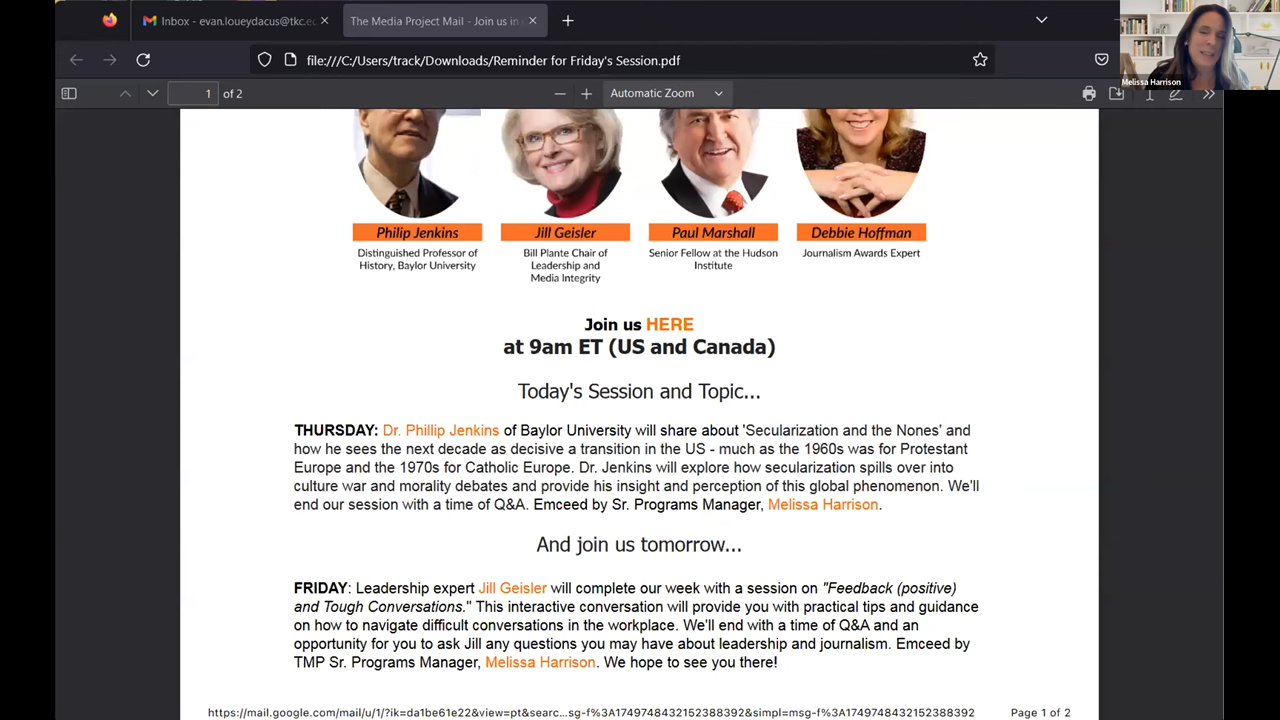 Inbox - evan.loueydacus@tkc.ec
The Media Project Mail - Join us in
file:///C:/Users/track/Downloads/Reminder for Friday's Session.pdf
Melissa Harrison
1 of 2
Automatic Zoom
Philip Jenkins
Jill Geisler
Paul Marshall
Debbie Hoffman
Distinguished Professor of
History, Baylor University
Bill Plante Chair of
Leadership and
Media Integrity
Senior Fellow at the Hudson
Institute
Journalism Awards Expert
Join us HERE
at 9am ET (US and Canada)
Today's Session and Topic...
THURSDAY: Dr. Phillip Jenkins of Baylor University will share about 'Secularization and the Nones' and
how he sees the next decade as decisive a transition in the US - much as the 1960s was for Protestant
Europe and the 1970s for Catholic Europe. Dr. Jenkins will explore how secularization spills over into
culture war and morality debates and provide his insight and perception of this global phenomenon. We'll
end our session with a time of Q&A. Emceed by Sr. Programs Manager, Melissa Harrison.
And join us tomorrow...
FRIDAY: Leadership expert Jill Geisler will complete our week with a session on "Feedback (positive)
and Tough Conversations." This interactive conversation will provide you with practical tips and guidance
on how to navigate difficult conversations in the workplace. We'll end with a time of Q&A and an
opportunity for you to ask Jill any questions you may have about leadership and journalism. Emceed by
TMP Sr. Programs Manager, Melissa Harrison. We hope to see you there!
https://mail.google.com/mail/u/1/?ik=da1be61e22&view=pt&searc...sg-f%3A1749748432152388392&simpl=msg-f%3A1749748432152388392
Page 1 of 2